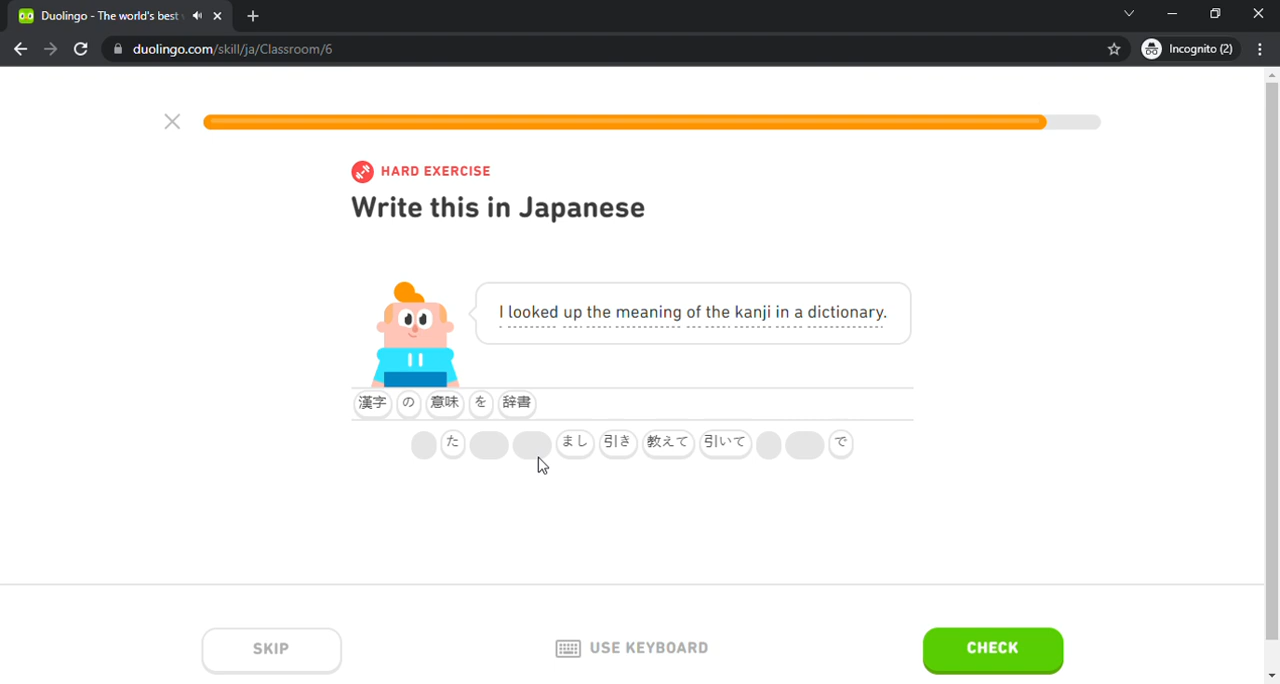 Duolingo - The world's best
duolingo.com/skill/ja/Classroom/6
Incognito (2)
HARD EXERCISE
Write this in Japanese
I looked up the meaning of the kanji in a dictionary.
漢字 の 意味 を 辞書
た まし 引き 教えて 引いて で
SKIP
USE KEYBOARD
CHECK